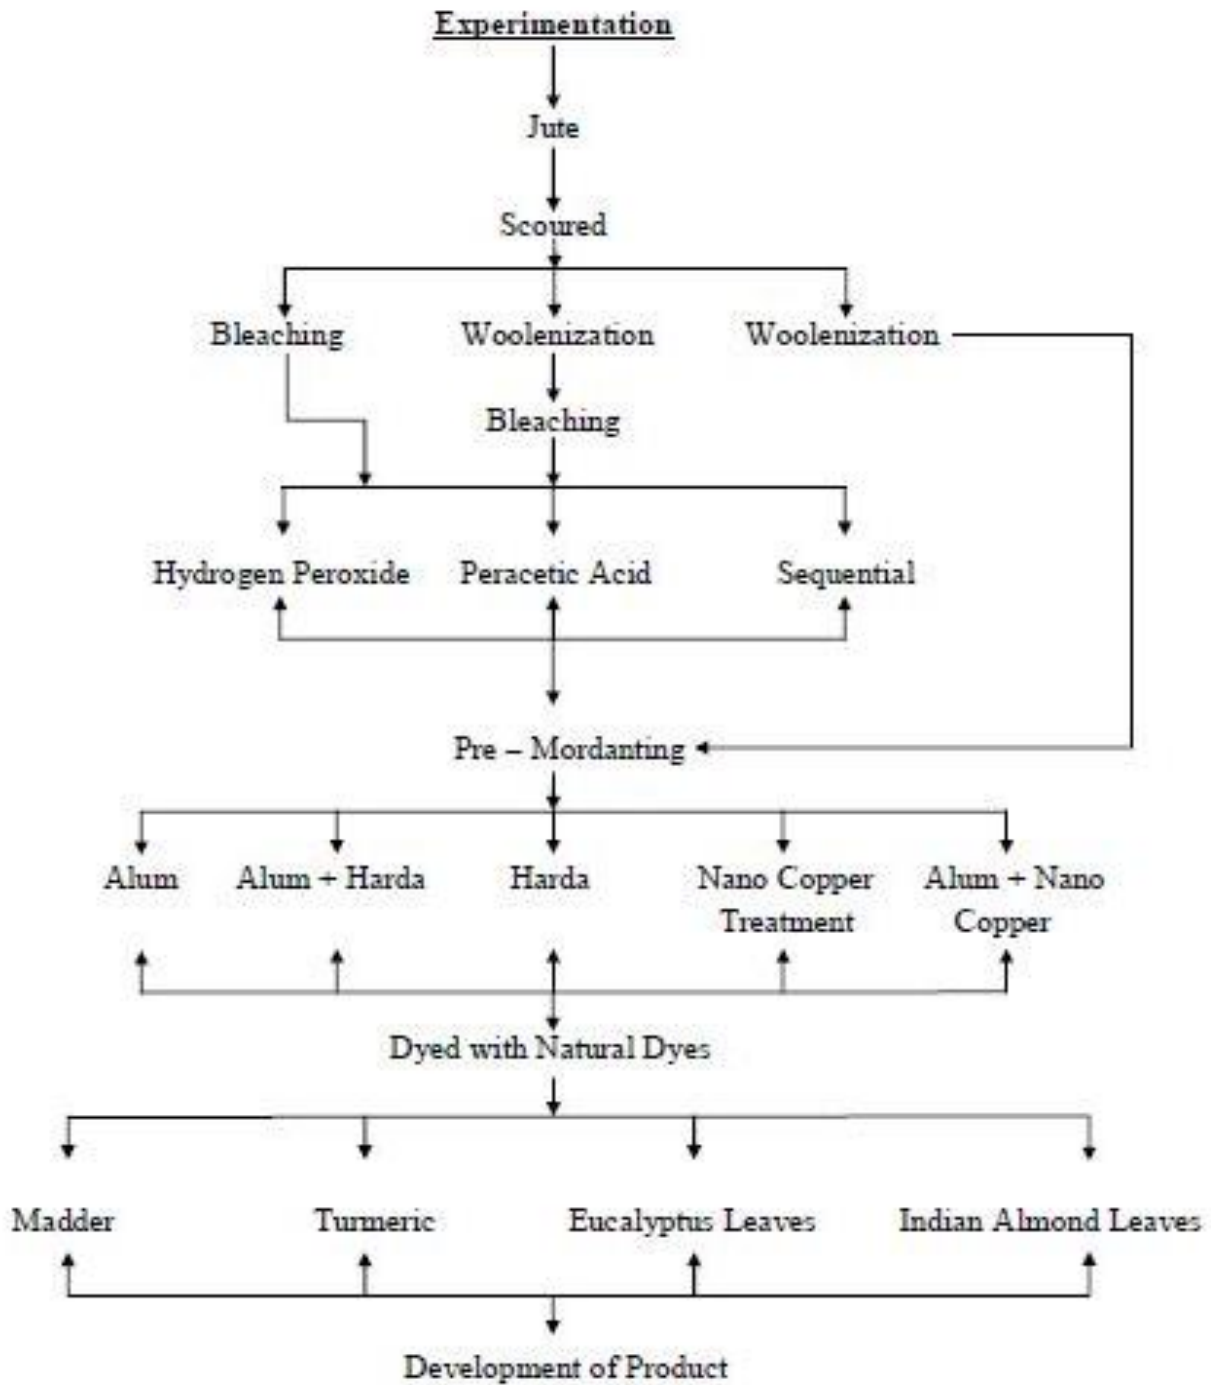 Experimentation
Jute
Scoured
Bleaching Woolenization Woolenization
Bleaching
Hydrogen Peroxide Peracetic Acid Sequential
Pre – Mordanting
Alum Alum + Harda Harda Nano Copper Alum + Nano
Treatment Copper
Dyed with Natural Dyes
Madder Turmeric Eucalyptus Leaves Indian Almond Leaves
Development of Product